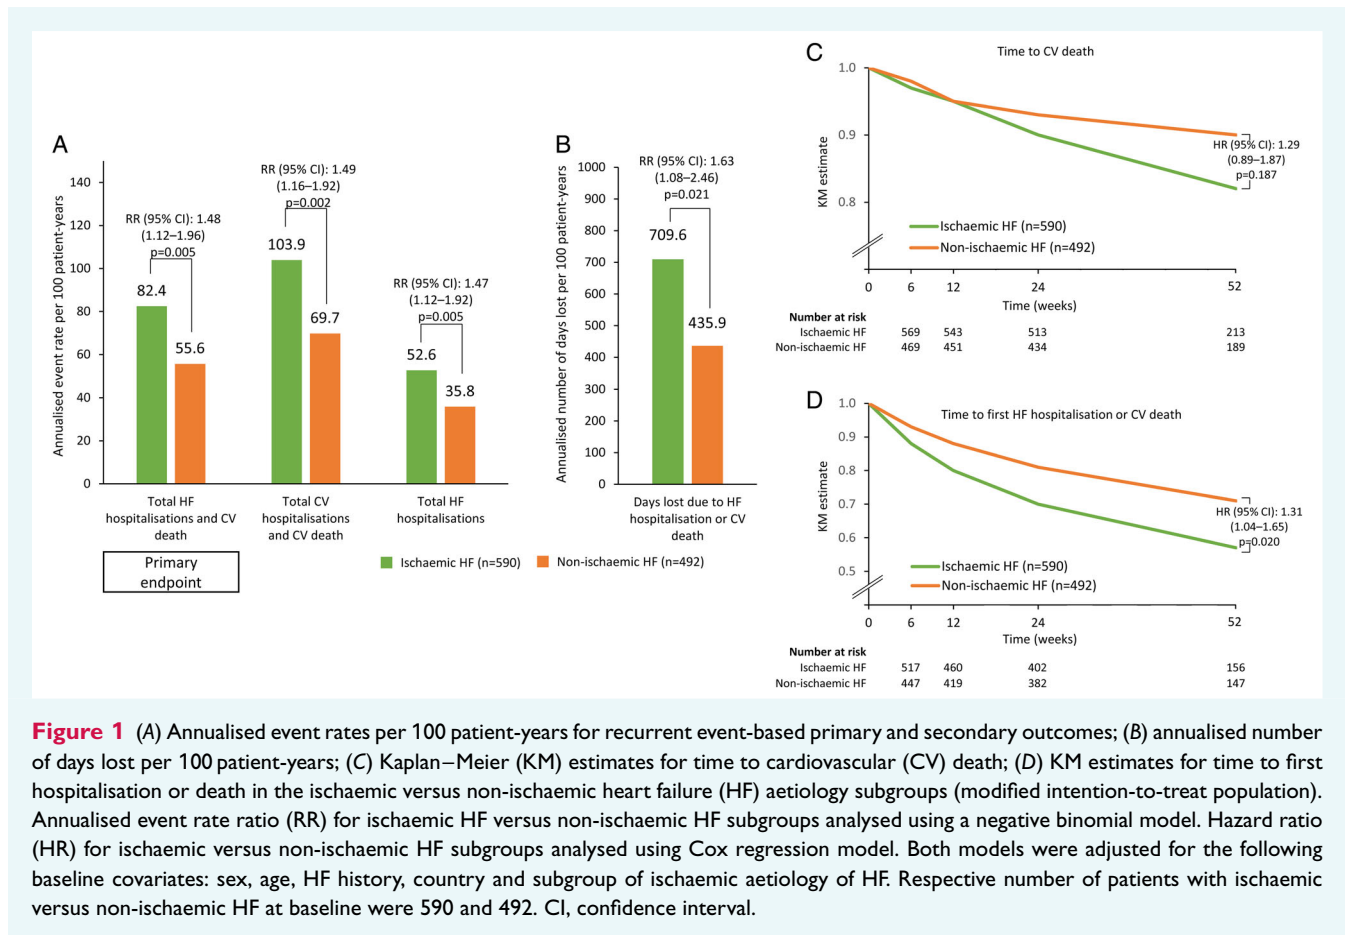 A
Annualised event rate per 100 patient-years
140
120
100
80
60
40
20
0
RR (95% CI): 1.48
(1.12–1.96)
p=0.005
82.4
55.6
RR (95% CI): 1.49
(1.16–1.92)
p=0.002
103.9
69.7
RR (95% CI): 1.47
(1.12–1.92)
p=0.005
52.6
35.8
Total HF
hospitalisations and CV
death
Total CV
hospitalisations
and CV death
Total HF
hospitalisations
Primary
endpoint
B
Annualised number of days lost per 100 patient-years
1000
900
800
700
600
500
400
300
200
100
0
RR (95% CI): 1.63
(1.08–2.46)
p=0.021
709.6
435.9
Days lost due to HF
hospitalisation or CV
death
Ischaemic HF (n=590)
Non-ischaemic HF (n=492)
C
Time to CV death
KM estimate
1.0
0.9
0.8
HR (95% CI): 1.29
(0.89–1.87)
p=0.187
Ischaemic HF (n=590)
Non-ischaemic HF (n=492)
0 6 12 24 52
Time (weeks)
Number at risk
Ischaemic HF 569 543 513 213
Non-ischaemic HF 469 451 434 189
D
Time to first HF hospitalisation or CV death
KM estimate
1.0
0.9
0.8
0.7
0.6
0.5
HR (95% CI): 1.31
(1.04–1.65)
p=0.020
Ischaemic HF (n=590)
Non-ischaemic HF (n=492)
0 6 12 24 52
Time (weeks)
Number at risk
Ischaemic HF 517 460 402 156
Non-ischaemic HF 447 419 382 147
Figure 1 (A) Annualised event rates per 100 patient-years for recurrent event-based primary and secondary outcomes; (B) annualised number
of days lost per 100 patient-years; (C) Kaplan–Meier (KM) estimates for time to cardiovascular (CV) death; (D) KM estimates for time to first
hospitalisation or death in the ischaemic versus non-ischaemic heart failure (HF) aetiology subgroups (modified intention-to-treat population).
Annualised event rate ratio (RR) for ischaemic HF versus non-ischaemic HF subgroups analysed using a negative binomial model. Hazard ratio
(HR) for ischaemic versus non-ischaemic HF subgroups analysed using Cox regression model. Both models were adjusted for the following
baseline covariates: sex, age, HF history, country and subgroup of ischaemic aetiology of HF. Respective number of patients with ischaemic
versus non-ischaemic HF at baseline were 590 and 492. CI, confidence interval.